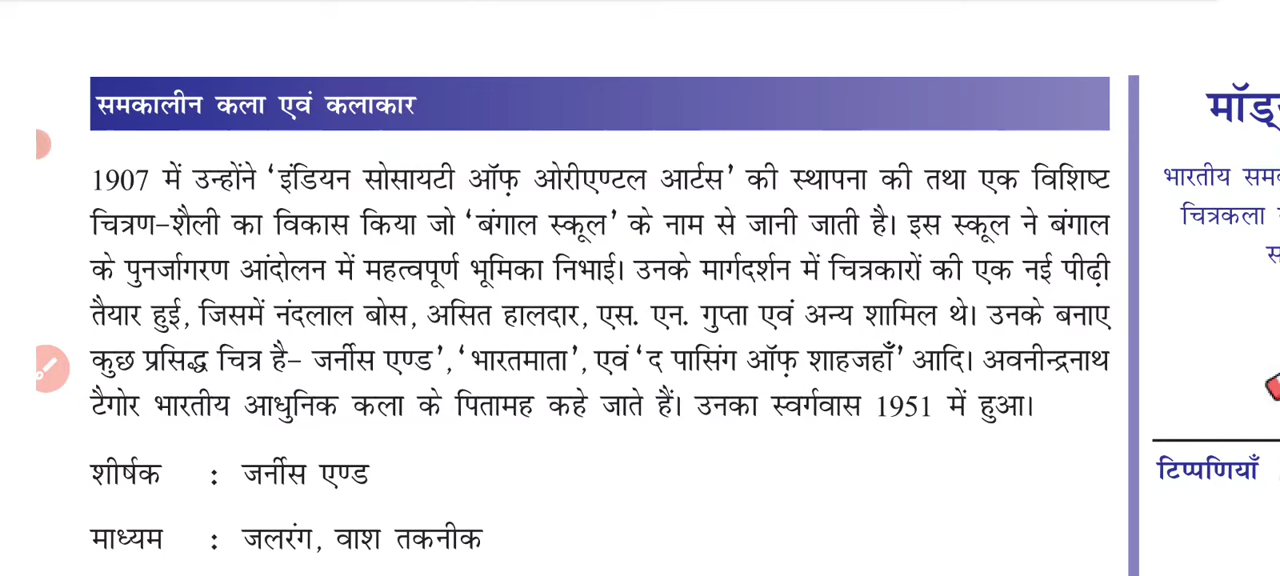 समकालीन कला एवं कलाकार
1907 में उन्होंने ‘इंडियन सोसायटी ऑफ़ ओरीएण्टल आर्टस’ की स्थापना की तथा एक विशिष्ट
चित्रण-शैली का विकास किया जो ‘बंगाल स्कूल’ के नाम से जानी जाती है। इस स्कूल ने बंगाल
के पुनर्जागरण आंदोलन में महत्वपूर्ण भूमिका निभाई। उनके मार्गदर्शन में चित्रकारों की एक नई पीढ़ी
तैयार हुई, जिसमें नंदलाल बोस, असित हालदार, एस. एन. गुप्ता एवं अन्य शामिल थे। उनके बनाए
कुछ प्रसिद्ध चित्र है– जर्नीस एण्ड’, ‘भारतमाता’, एवं ‘द पासिंग ऑफ़ शाहजहाँ’ आदि। अवनीन्द्रनाथ
टैगोर भारतीय आधुनिक कला के पितामह कहे जाते हैं। उनका स्वर्गवास 1951 में हुआ।
शीर्षक : जर्नीस एण्ड
माध्यम : जलरंग, वाश तकनीक
भारतीय
चित्रकला
टिप्पणियाँ